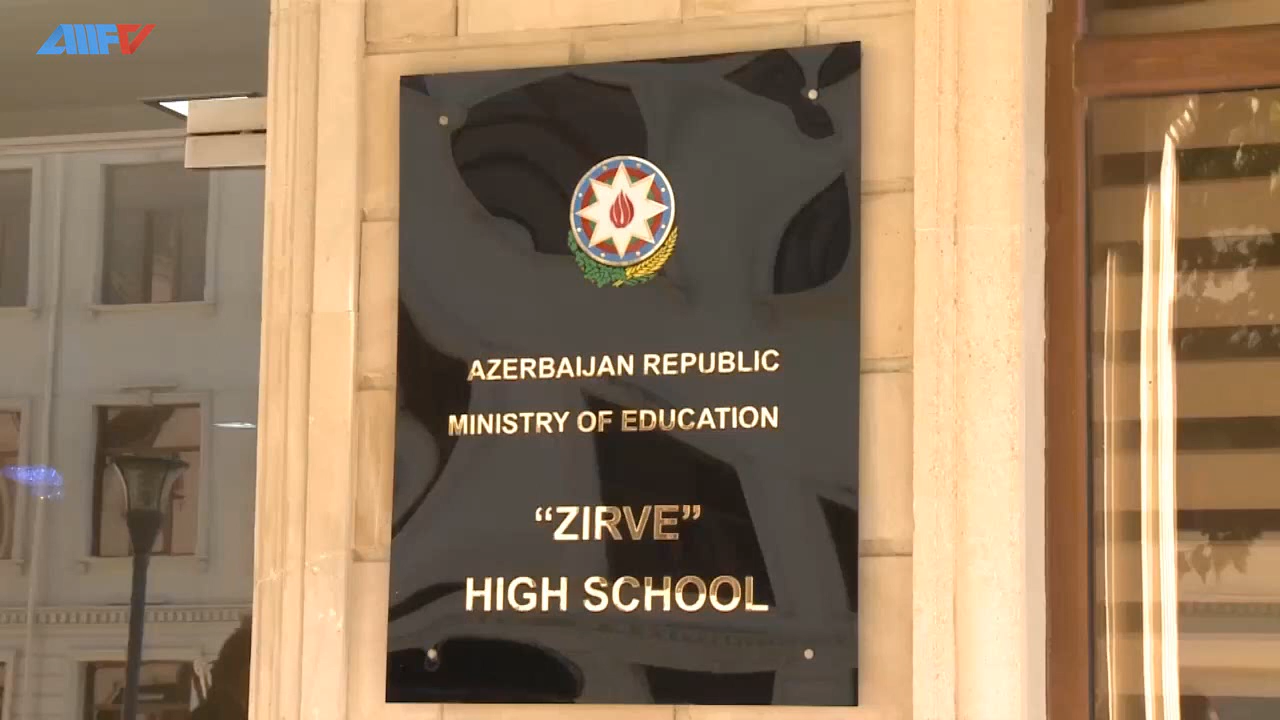 AZERBAIJAN REPUBLIC
MINISTRY OF EDUCATION
“ZIRVE”
HIGH SCHOOL